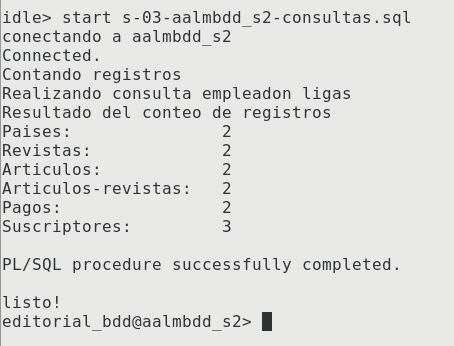 idle> start s-03-aalmbdd_s2-consultas.sql
conectando a aalmbdd_s2
Connected.
Contando registros
Realizando consulta empleadon ligas
Resultado del conteo de registros
Paises: 2
Revistas: 2
Articulos: 2
Articulos-revistas: 2
Pagos: 2
Suscriptores: 3
PL/SQL procedure successfully completed.
listo!
editorial_bdd@aalmbdd_s2>